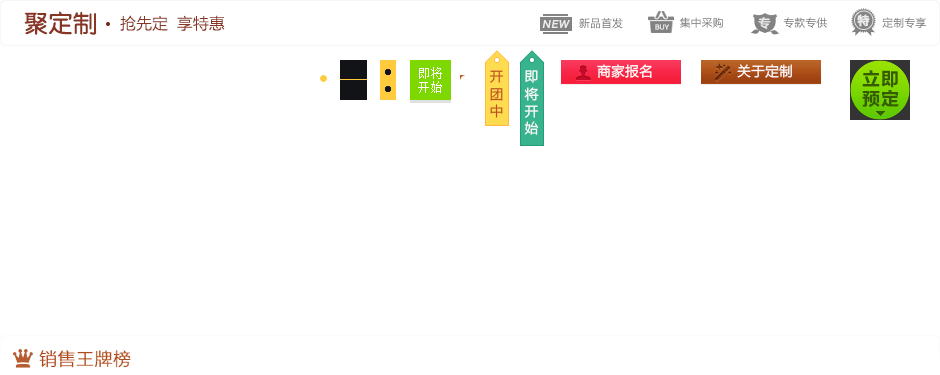 聚定制 · 抢先定 享特惠
NEW 新品首发
BUY 集中采购
专 专款专供
特 定制专享
即将
开始
开团中
即将开始
商家报名
关于定制
立即
预定
销售王牌榜